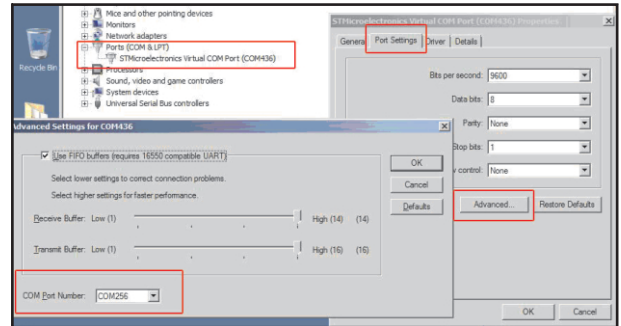 Mice and other pointing devices
Monitors
Network adapters
Ports (COM & LPT)
STMicroelectronics Virtual COM Port (COM436)
Processors
Sound, video and game controllers
System devices
Universal Serial Bus controllers
Recycle Bin
STMicroelectronics Virtual COM Port (COM436) Properties
General
Port Settings
Driver
Details
Bits per second: 9600
Data bits: 8
Parity: None
Stop bits: 1
control: None
Advanced...
Restore Defaults
OK
Cancel
Advanced Settings for COM436
Use FIFO buffers (requires 16550 compatible UART)
Select lower settings to correct connection problems.
Select higher settings for faster performance.
Receive Buffer: Low (1) High (14) (14)
Transmit Buffer: Low (1) High (16) (16)
COM Port Number: COM256
OK
Cancel
Defaults